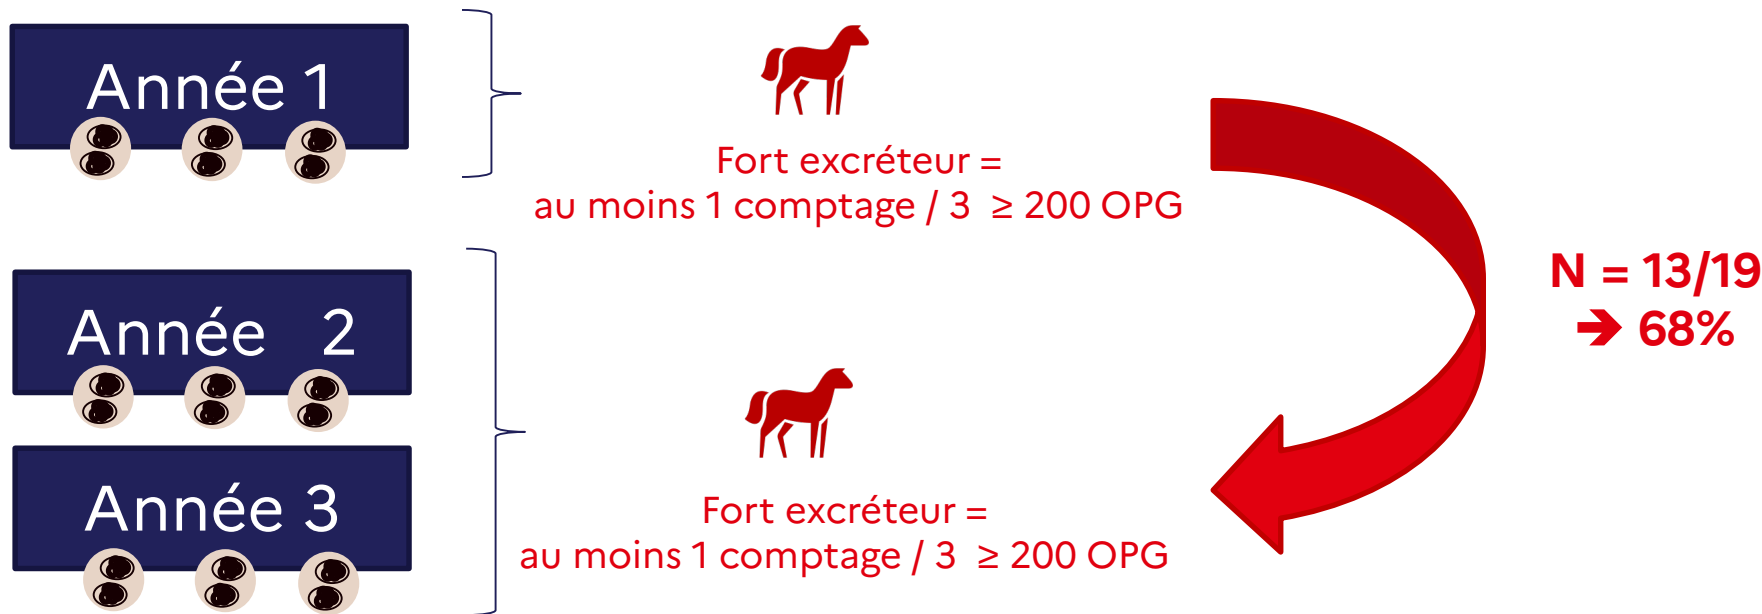 Année 1
Fort excréteur =
au moins 1 comptage / 3 ≥ 200 OPG
Année 2
Année 3
Fort excréteur =
au moins 1 comptage / 3 ≥ 200 OPG
N = 13/19
➔ 68%